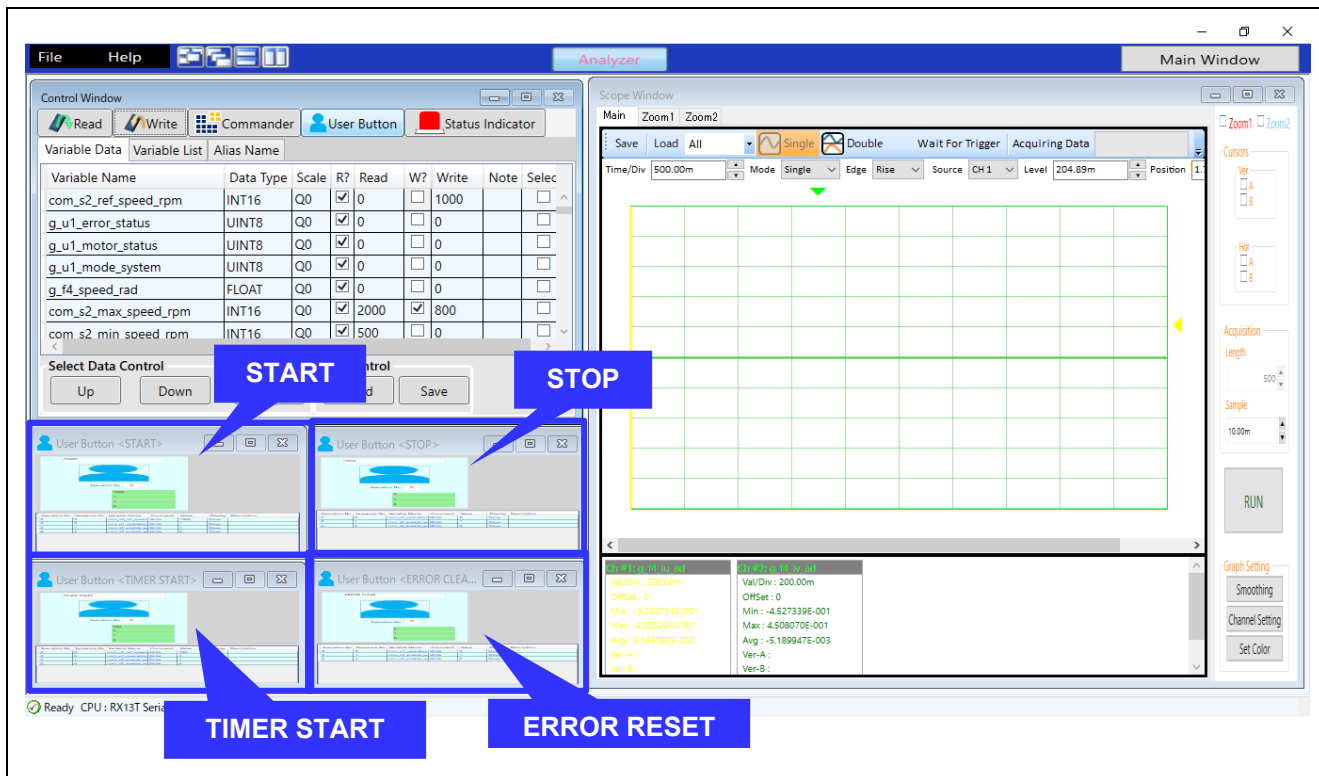 File Help Analyzer Main Window
Control Window
Read Write Commander User Button Status Indicator
Variable Data Variable List Alias Name
Variable Name Data Type Scale R? Read W? Write Note Selec
com_s2_ref_speed_rpm INT16 Q0 0 1000
g_u1_error_status UINT8 Q0 0 0
g_u1_motor_status UINT8 Q0 0 0
g_u1_mode_system UINT8 Q0 0 0
g_f4_speed_rad FLOAT Q0 0 0
com_s2_max_speed_rpm INT16 Q0 2000 800
com_s2_min_speed_rpm INT16 Q0 500 0
Select Data Control
Up Down Save
START
STOP
User Button <START>
User Button <STOP>
User Button <TIMER START>
User Button <ERROR CLEA...
TIMER START
ERROR RESET
Ready CPU : RX13T
Scope Window
Main Zoom1 Zoom2
Save Load All Single Double Wait For Trigger Acquiring Data
Time/Div 500.00m Mode Single Edge Rise Source CH 1 Level 204.89m Position 1.
Ch #1: g_f4_iu_ad
Val/Div : 200.00m
OffSet : 0
Ver-A :
Ver-B :
Ch #2: g_f4_iv_ad
Val/Div : 200.00m
OffSet : 0
Min : -4.527339E-001
Max : 4.508070E-001
Avg : -5.189947E-003
Ver-A :
Ver-B :
Zoom1 Zoom2
Cursors
Ver
A
B
Hor
A
B
Acquisition
Length
500
Sample
10.00m
RUN
Graph Setting
Smoothing
Channel Setting
Set Color